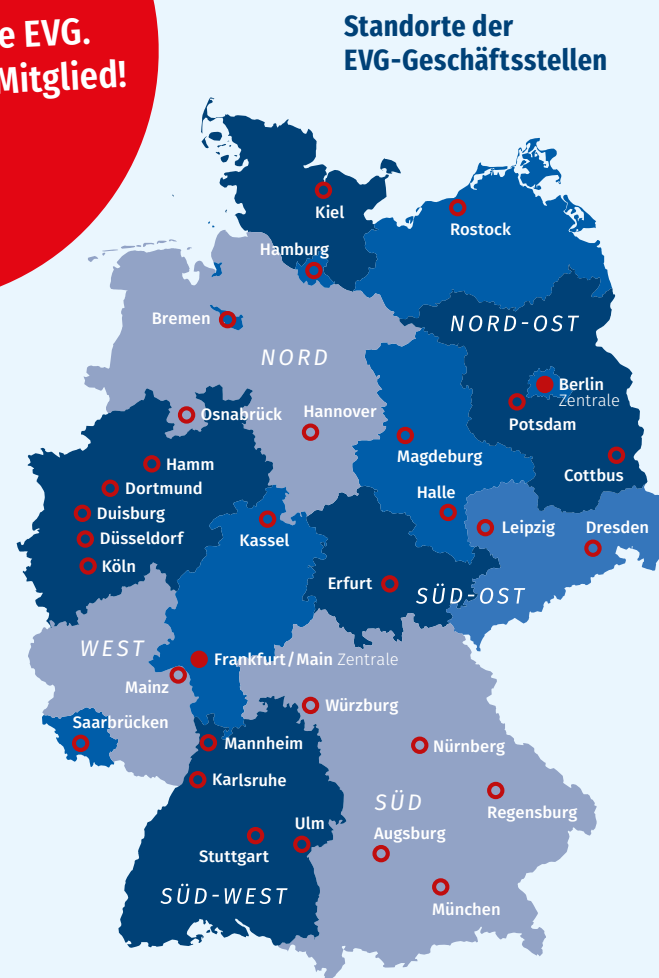 e EVG.
Mitglied!
Standorte der
EVG-Geschäftsstellen
Kiel
Rostock
Hamburg
Bremen
NORD-OST
NORD
Berlin
Zentrale
Osnabrück
Hannover
Potsdam
Magdeburg
Hamm
Cottbus
Dortmund
Halle
Duisburg
Leipzig
Dresden
Düsseldorf
Kassel
Köln
Erfurt
SÜD-OST
WEST
Frankfurt/Main Zentrale
Mainz
Würzburg
Saarbrücken
Mannheim
Nürnberg
Karlsruhe
SÜD
Regensburg
Ulm
Augsburg
Stuttgart
SÜD-WEST
München